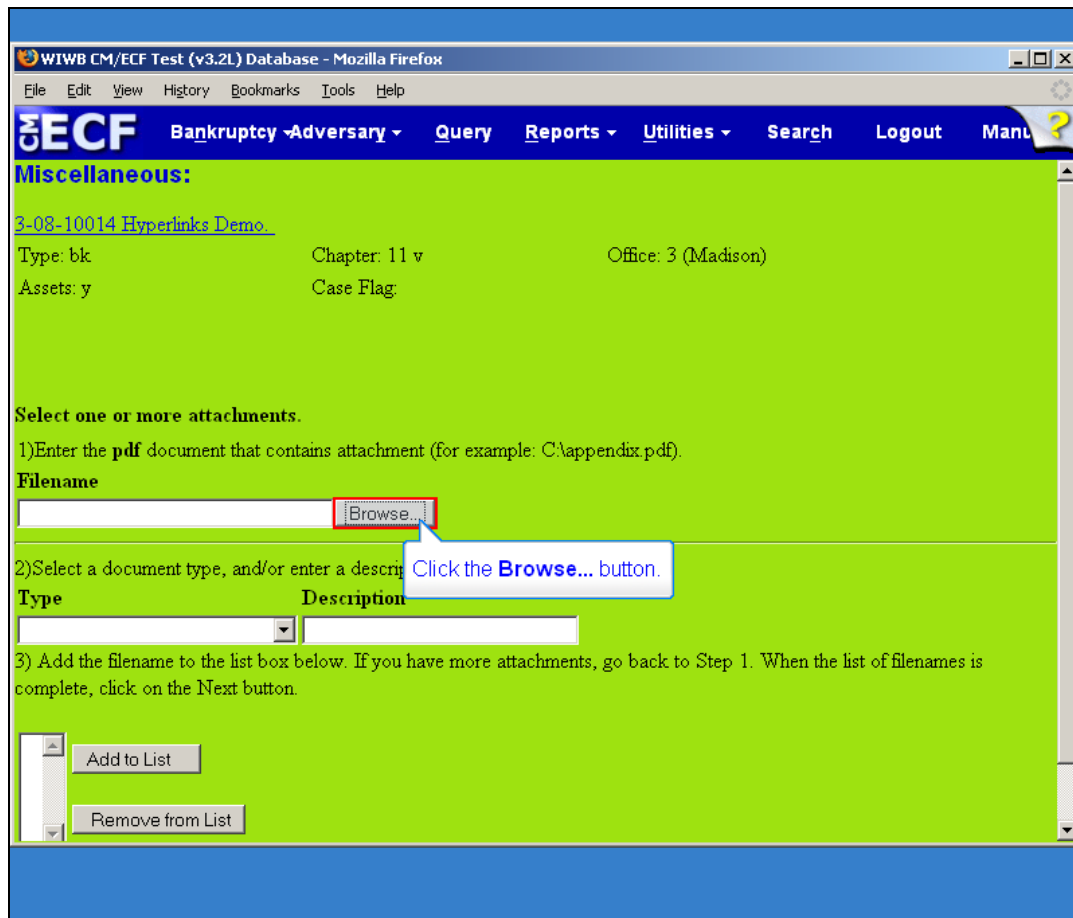 WIWB CM/ECF Test (v3.2L) Database - Mozilla Firefox
File Edit View History Bookmarks Tools Help
CM ECF Bankruptcy Adversary Query Reports Utilities Search Logout Manu ?
Miscellaneous:
3-08-10014 Hyperlinks Demo.
Type: bk Chapter: 11 v Office: 3 (Madison)
Assets: y Case Flag:
Select one or more attachments.
1)Enter the pdf document that contains attachment (for example: C:\appendix.pdf).
Filename
Browse...
Click the Browse... button.
2)Select a document type, and/or enter a descrip
Type Description
3) Add the filename to the list box below. If you have more attachments, go back to Step 1. When the list of filenames is
complete, click on the Next button.
Add to List
Remove from List